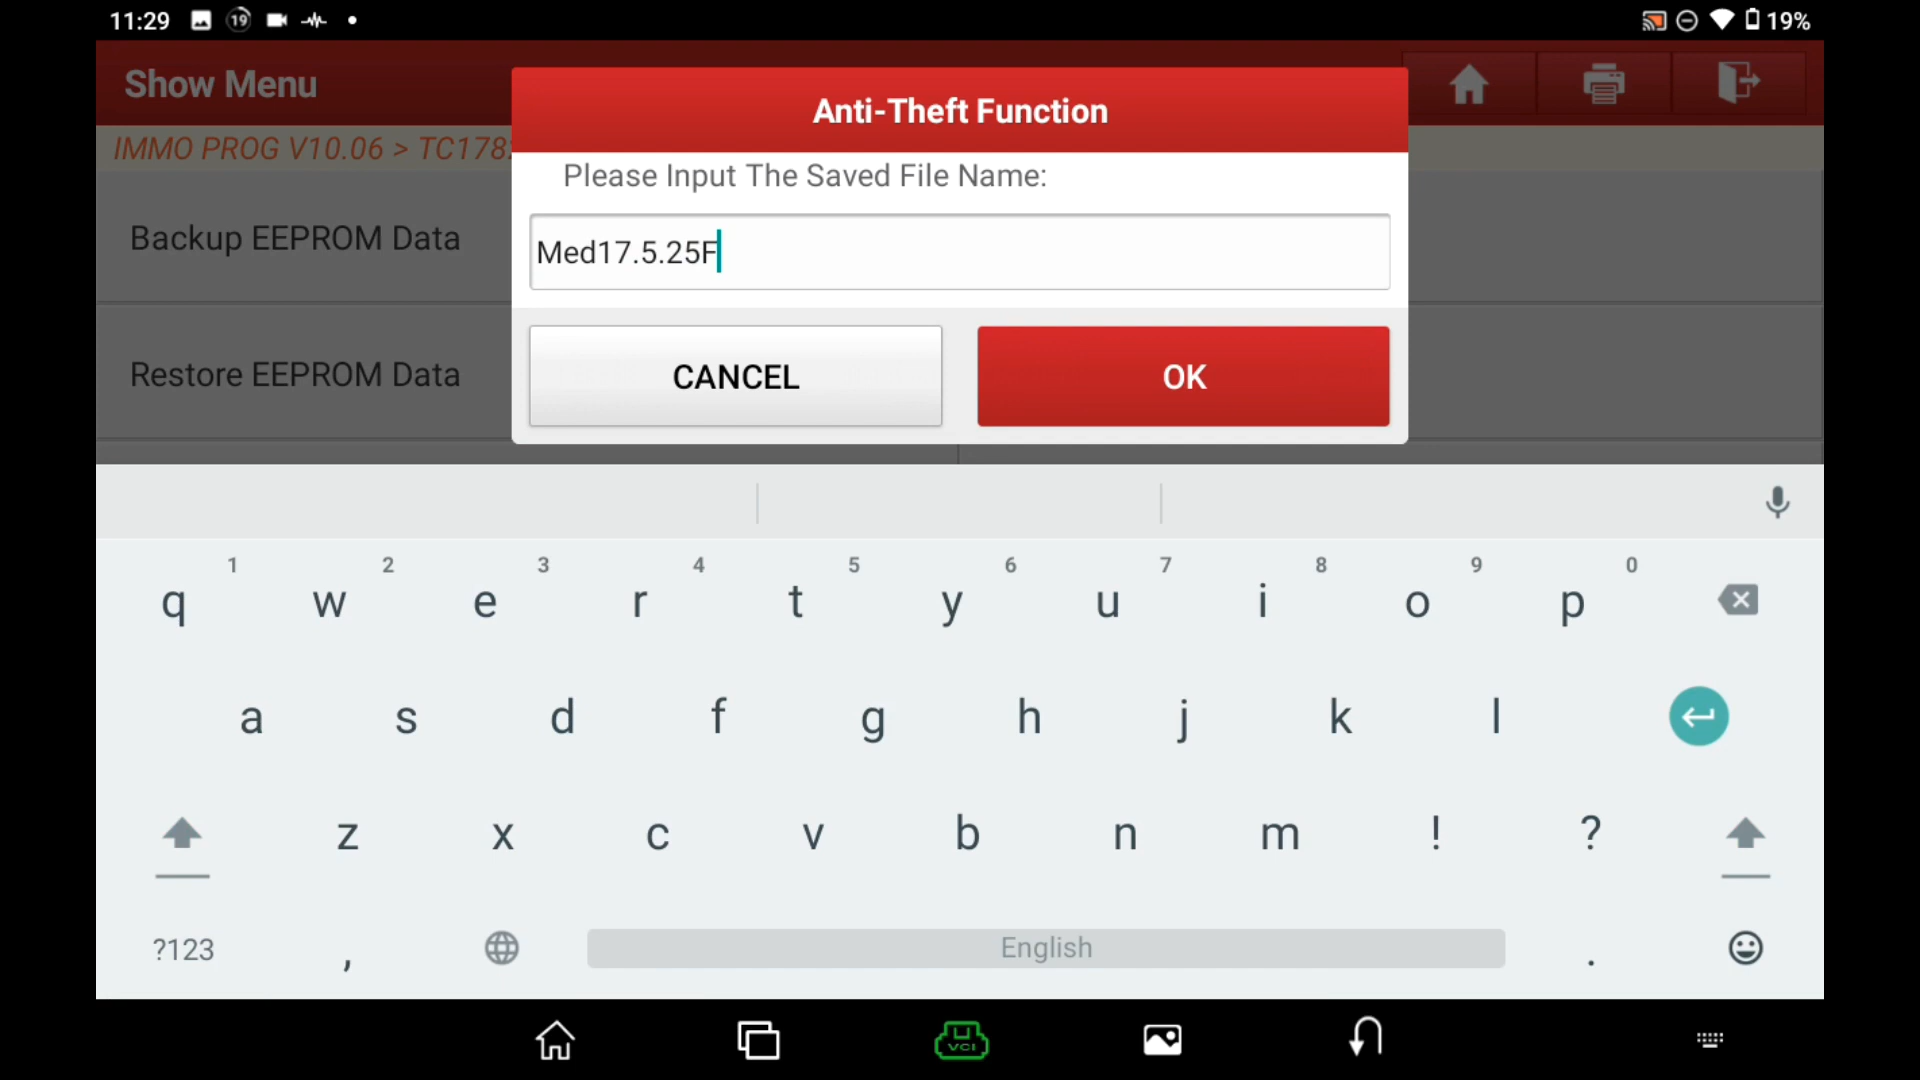 11:29 19 19%
Show Menu
Anti-Theft Function
IMMO PROG V10.06 > TC178
Please Input The Saved File Name:
Backup EEPROM Data
Med17.5.25F
Restore EEPROM Data
CANCEL OK
1 2 3 4 5 6 7 8 9 0
q w e r t y u i o p
a s d f g h j k l
z x c v b n m ! ?
?123 , English .
VCI